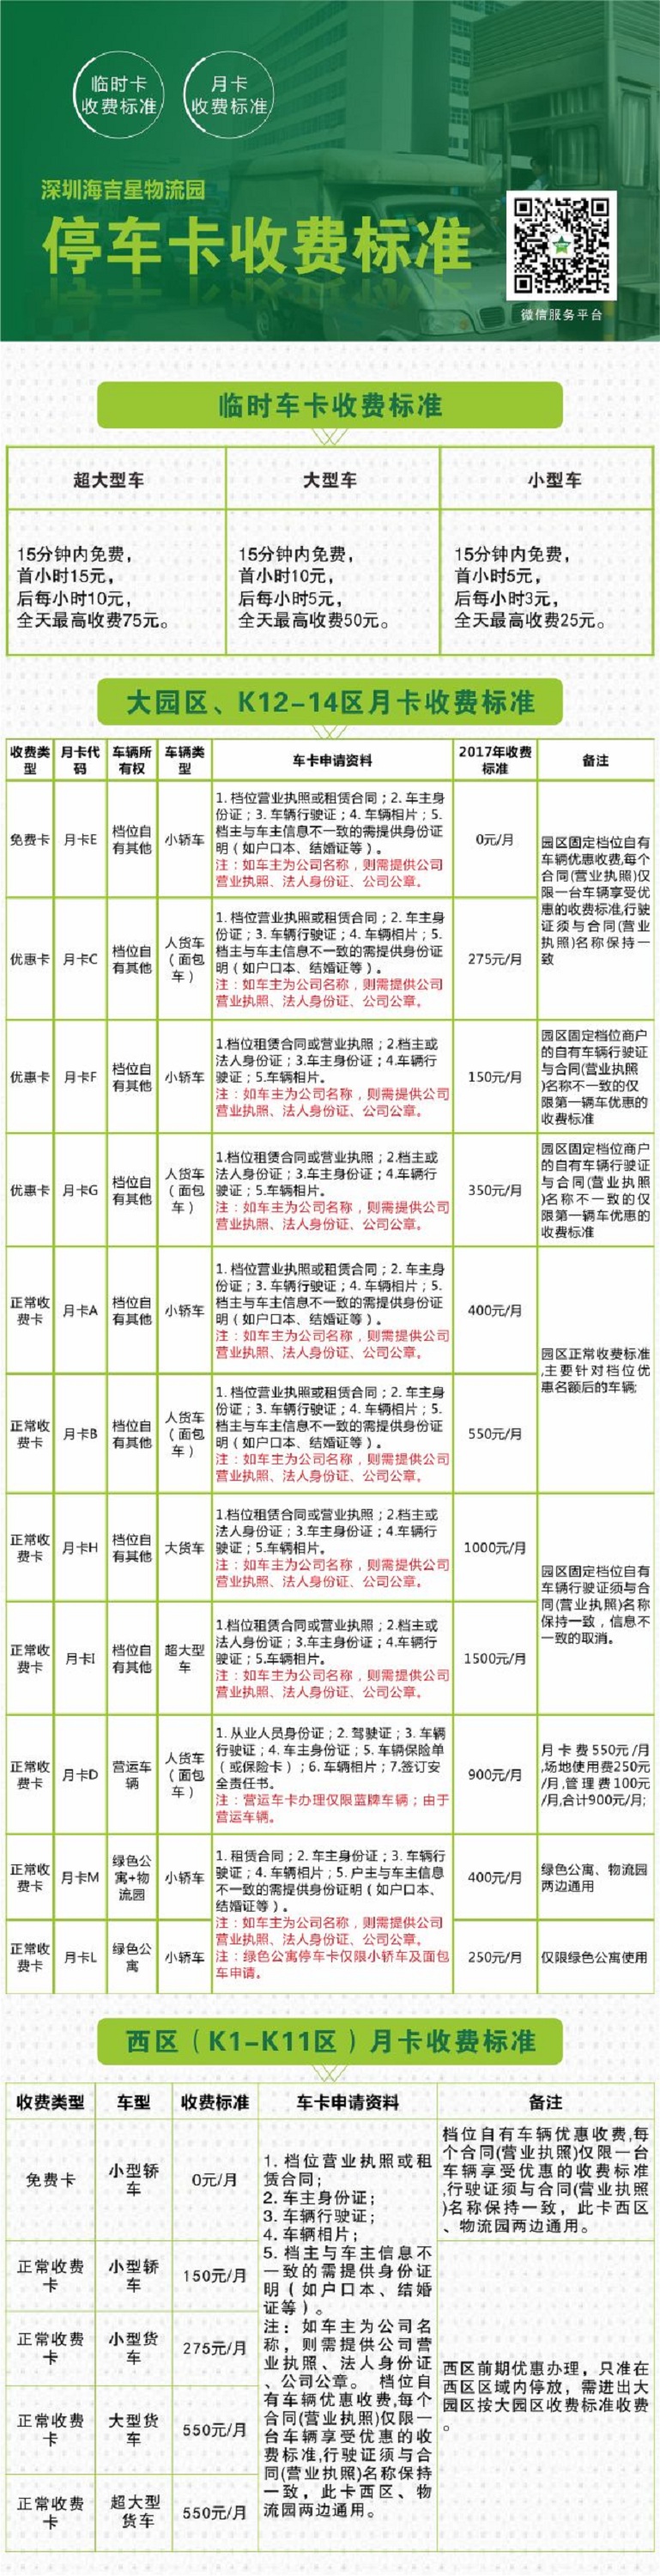 临时卡
收费标准
月卡
收费标准
深圳海吉星物流园
停车卡收费标准
微信服务平台
临时车卡收费标准
超大型车
大型车
小型车
15分钟内免费，
首小时15元，
后每小时10元，
全天最高收费75元。
15分钟内免费，
首小时10元，
后每小时5元，
全天最高收费50元。
15分钟内免费，
首小时5元，
后每小时3元，
全天最高收费25元。
大园区、K12-14区月卡收费标准
收费类
型
月卡代
码
车辆所
有权
车辆类
型
车卡申请资料
2017年收费
标准
备注
免费卡
月卡E
档位自
有其他
小轿车
1. 档位营业执照或租赁合同；2. 车主身
份证；3. 车辆行驶证；4. 车辆相片；5.
档主与车主信息不一致的需提供身份证
明（如户口本、结婚证等）。
注：如车主为公司名称，则需提供公司
营业执照、法人身份证、公司公章。
0元/月
园区固定档位自有
车辆优惠收费,每个
合同(营业执照)仅
限一台车辆享受优
惠的收费标准,行驶
证须与合同(营业
执照)名称保持一
致
优惠卡
月卡C
档位自
有其他
人货车
（面包
车）
1. 档位营业执照或租赁合同；2. 车主身
份证；3. 车辆行驶证；4. 车辆相片；5.
档主与车主信息不一致的需提供身份证
明（如户口本、结婚证等）。
注：如车主为公司名称，则需提供公司
营业执照、法人身份证、公司公章。
275元/月
优惠卡
月卡F
档位自
有其他
小轿车
1.档位租赁合同或营业执照；2.档主或
法人身份证；3.车主身份证；4.车辆行
驶证；5.车辆相片。
注：如车主为公司名称，则需提供公司
营业执照、法人身份证、公司公章。
150元/月
园区固定档位商户
的自有车辆行驶证
与合同(营业执照
)名称不一致的仅
限第一辆车优惠的
收费标准
优惠卡
月卡G
档位自
有其他
人货车
（面包
车）
1.档位租赁合同或营业执照；2.档主或
法人身份证；3.车主身份证；4.车辆行
驶证；5.车辆相片。
注：如车主为公司名称，则需提供公司
营业执照、法人身份证、公司公章。
350元/月
园区固定档位商户
的自有车辆行驶证
与合同(营业执照
)名称不一致的仅
限第一辆车优惠的
收费标准
正常收
费卡
月卡A
档位自
有其他
小轿车
1. 档位营业执照或租赁合同；2. 车主身
份证；3. 车辆行驶证；4. 车辆相片；5.
档主与车主信息不一致的需提供身份证
明（如户口本、结婚证等）。
注：如车主为公司名称，则需提供公司
营业执照、法人身份证、公司公章。
400元/月
园区正常收费标准
,主要针对档位优
惠名额后的车辆;
正常收
费卡
月卡B
档位自
有其他
人货车
（面包
车）
1. 档位营业执照或租赁合同；2. 车主身
份证；3. 车辆行驶证；4. 车辆相片；5.
档主与车主信息不一致的需提供身份证
明（如户口本、结婚证等）。
注：如车主为公司名称，则需提供公司
营业执照、法人身份证、公司公章。
550元/月
正常收
费卡
月卡H
档位自
有其他
大货车
1.档位租赁合同或营业执照；2.档主或
法人身份证；3.车主身份证；4.车辆行
驶证；5.车辆相片。
注：如车主为公司名称，则需提供公司
营业执照、法人身份证、公司公章。
1000元/月
园区固定档位自有
车辆行驶证须与合
同(营业执照)名称
保持一致，信息不
一致的取消。
正常收
费卡
月卡I
档位自
有其他
超大型
车
1.档位租赁合同或营业执照；2.档主或
法人身份证；3.车主身份证；4.车辆行
驶证；5.车辆相片。
注：如车主为公司名称，则需提供公司
营业执照、法人身份证、公司公章。
1500元/月
正常收
费卡
月卡D
营运车
辆
人货车
（面包
车）
1. 从业人员身份证；2. 驾驶证；3. 车辆
行驶证；4. 车主身份证；5. 车辆保险单
（或保险卡）；6. 车辆相片；7.签订安
全责任书。
注：营运车卡办理仅限蓝牌车辆；由于
营运车辆。
900元/月
月卡费550元/月
,场地使用费250元
/月,管理费100元
/月,合计900元/月;
正常收
费卡
月卡M
绿色公
寓+物
流园
小轿车
1. 租赁合同；2. 车主身份证；3. 车辆行
驶证；4. 车辆相片；5. 户主与车主信息
不一致的需提供身份证明（如户口本、
结婚证等）。
注：如车主为公司名称，则需提供公司
营业执照、法人身份证、公司公章。
注：绿色公寓停车卡仅限小轿车及面包
车申请。
400元/月
绿色公寓、物流园
两边通用
正常收
费卡
月卡L
绿色公
寓
小轿车
250元/月
仅限绿色公寓使用
西区（K1-K11区）月卡收费标准
收费类型
车型
收费标准
车卡申请资料
备注
免费卡
小型轿
车
0元/月
1. 档位营业执照或租
赁合同;
2. 车主身份证;
3. 车辆行驶证;
4. 车辆相片;
5. 档主与车主信息不
一致的需提供身份证
明（如户口本、结婚
证等）。
注：如车主为公司名
称，则需提供公司营
业执照、法人身份证
、公司公章。 档位自
有车辆优惠收费,每个
合同(营业执照)仅限一
台车辆享受优惠的收
费标准,行驶证须与合
同(营业执照)名称保持
一致，此卡西区、物
流园两边通用。
档位自有车辆优惠收费,每
个合同(营业执照)仅限一台
车辆享受优惠的收费标准
,行驶证须与合同(营业执照
)名称保持一致，此卡西区
、物流园两边通用。
正常收费
卡
小型轿
车
150元/月
正常收费
卡
小型货
车
275元/月
西区前期优惠办理，只准在
西区区域内停放，需进出大
园区按大园区收费标准收费
。
正常收费
卡
大型货
车
550元/月
正常收费
卡
超大型
货车
550元/月